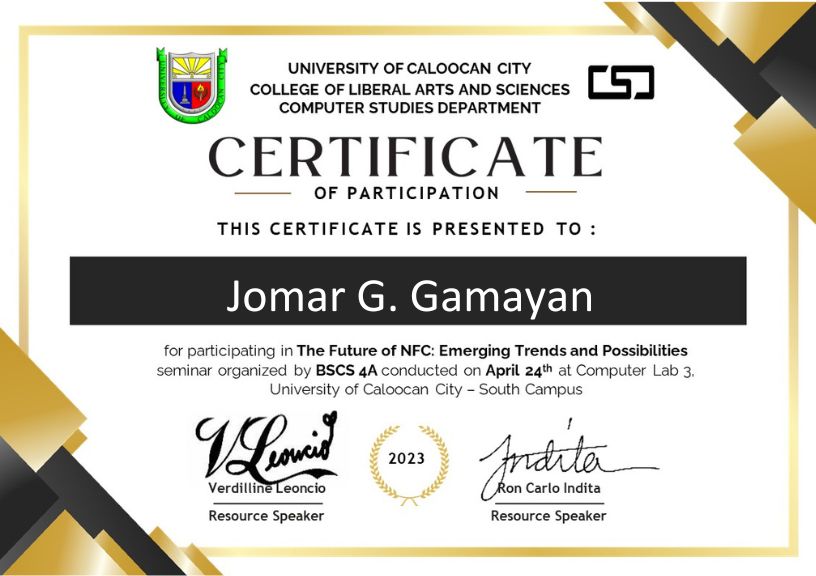 UNIVERSITY OF CALOOCAN CITY
COLLEGE OF LIBERAL ARTS AND SCIENCES
COMPUTER STUDIES DEPARTMENT
CSD
CERTIFICATE
OF PARTICIPATION
THIS CERTIFICATE IS PRESENTED TO :
Jomar G. Gamayan
for participating in The Future of NFC: Emerging Trends and Possibilities
seminar organized by BSCS 4A conducted on April 24th at Computer Lab 3,
University of Caloocan City – South Campus
VLeoncio
Indita
2023
Verdilline Leoncio
Ron Carlo Indita
Resource Speaker
Resource Speaker